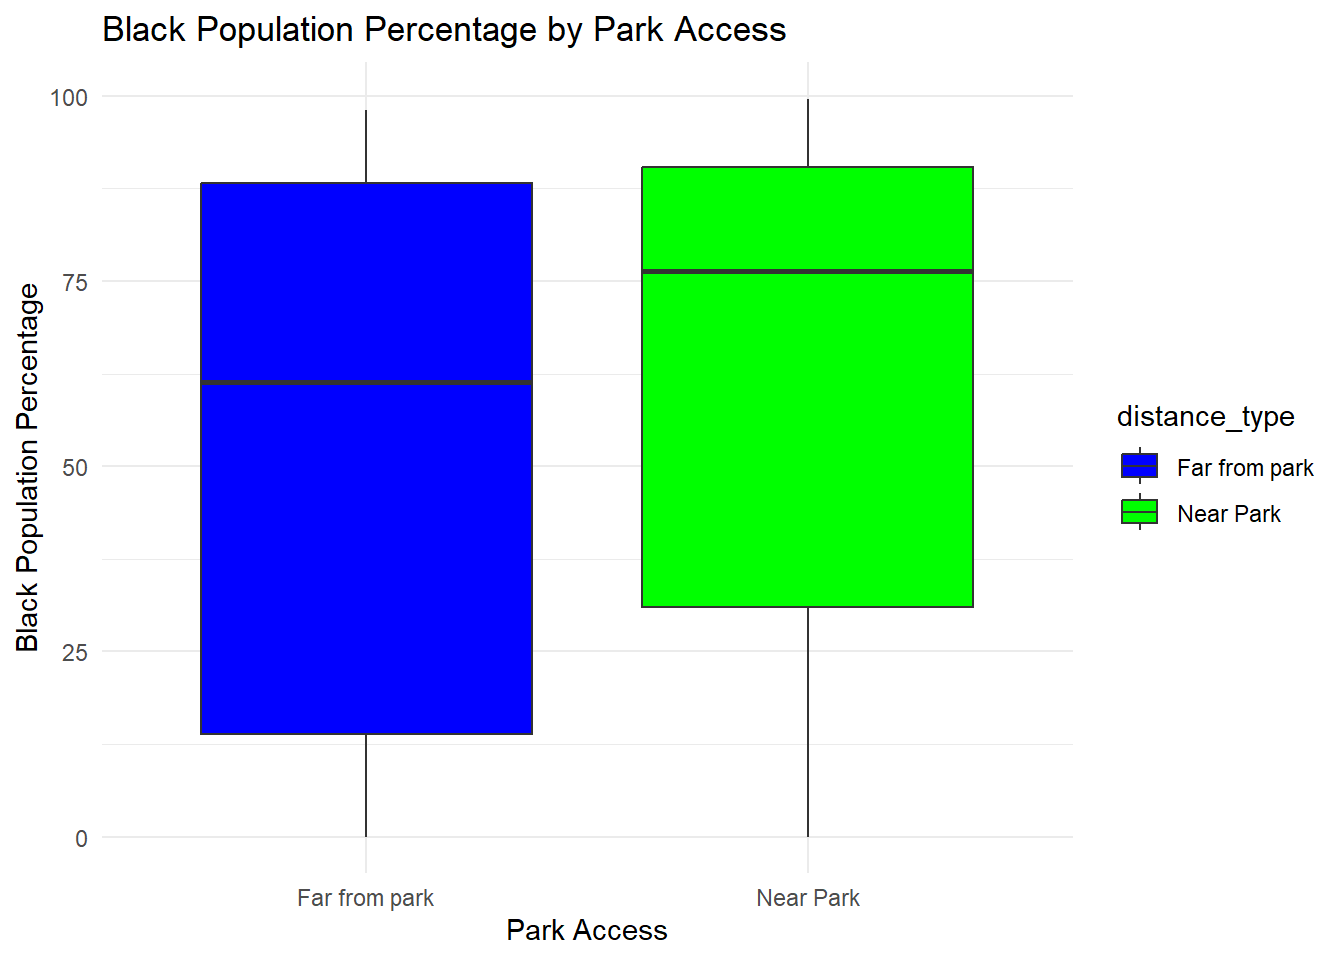 Black Population Percentage by Park Access
Black Population Percentage
100
75
50
25
0
Far from park
Near Park
Park Access
distance_type
Far from park
Near Park